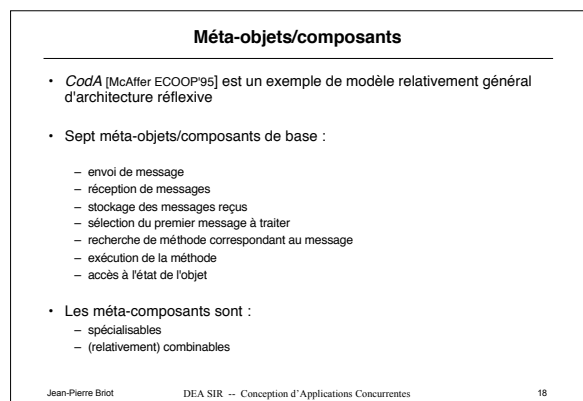 Méta-objets/composants
• CodA [McAffer ECOOP'95] est un exemple de modèle relativement général
d'architecture réflexive
• Sept méta-objets/composants de base :
– envoi de message
– réception de messages
– stockage des messages reçus
– sélection du premier message à traiter
– recherche de méthode correspondant au message
– exécution de la méthode
– accès à l'état de l'objet
• Les méta-composants sont :
– spécialisables
– (relativement) combinables
Jean-Pierre Briot DEA SIR -- Conception d'Applications Concurrentes 18